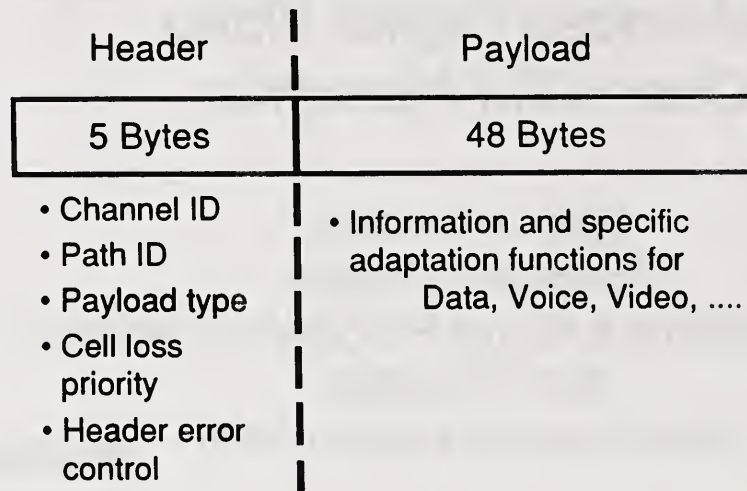 Header
Payload
5 Bytes
48 Bytes
• Channel ID
• Path ID
• Payload type
• Cell loss
priority
• Header error
control
• Information and specific
adaptation functions for
Data, Voice, Video, ....